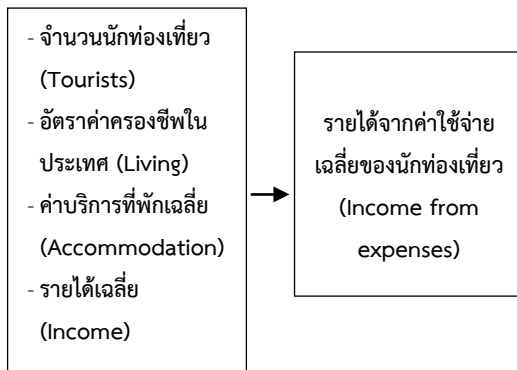 - จำนวนนักท่องเที่ยว
(Tourists)
- อัตราค่าครองชีพใน
ประเทศ (Living)
- ค่าบริการที่พักเฉลี่ย
(Accommodation)
- รายได้เฉลี่ย
(Income)
รายได้จากค่าใช้จ่าย
เฉลี่ยของนักท่องเที่ยว
(Income from
expenses)